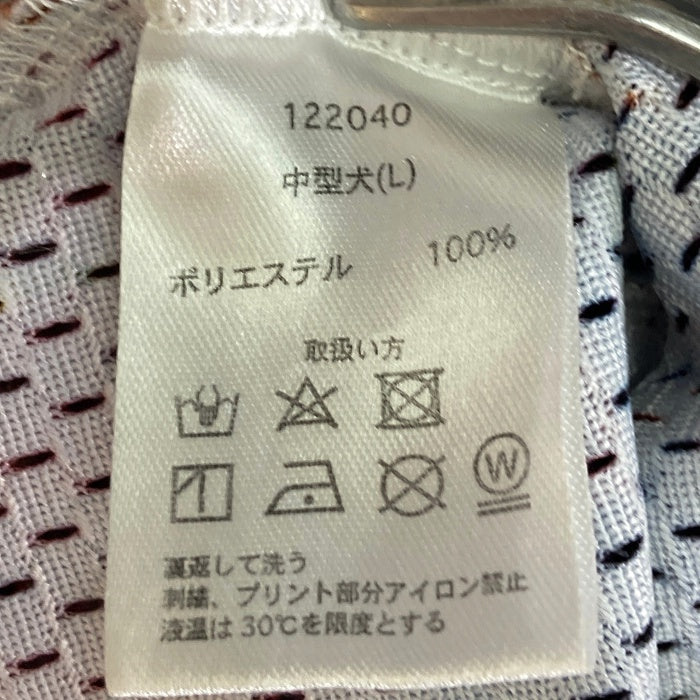 122040
中型犬(L)
ポリエステル 100%
取扱い方
W
裏返して洗う
刺繍、プリント部分アイロン禁止
液温は30℃を限度とする